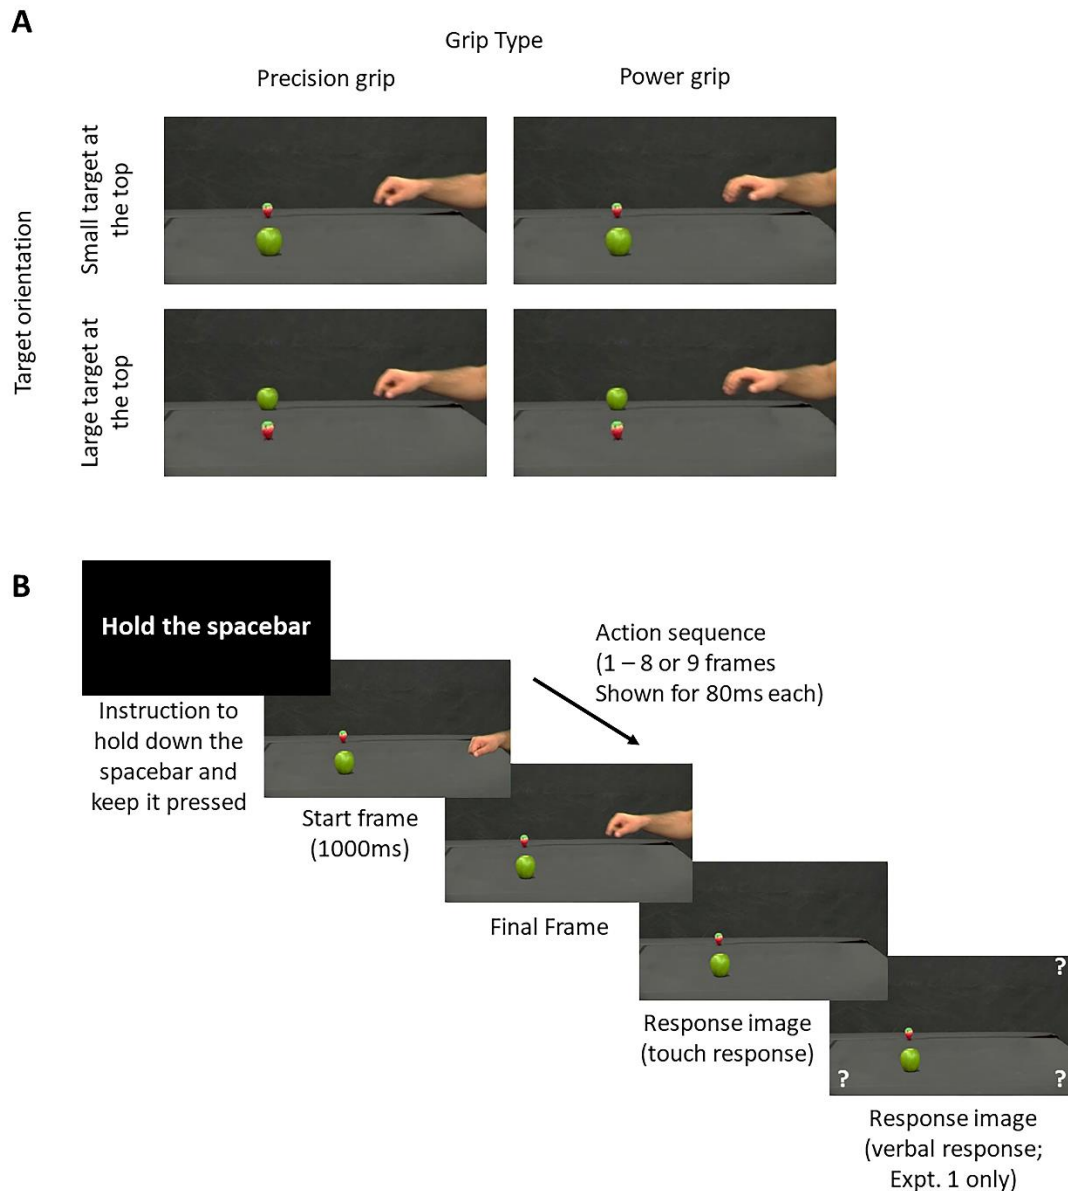 A
Grip Type
Precision grip
Power grip
Target orientation
Small target at
the top
Large target at
the top
B
Hold the spacebar
Instruction to
hold down the
spacebar and
keep it pressed
Action sequence
(1 – 8 or 9 frames
Shown for 80ms each)
Start frame
(1000ms)
Final Frame
Response image
(touch response)
?
? ?
Response image
(verbal response;
Expt. 1 only)